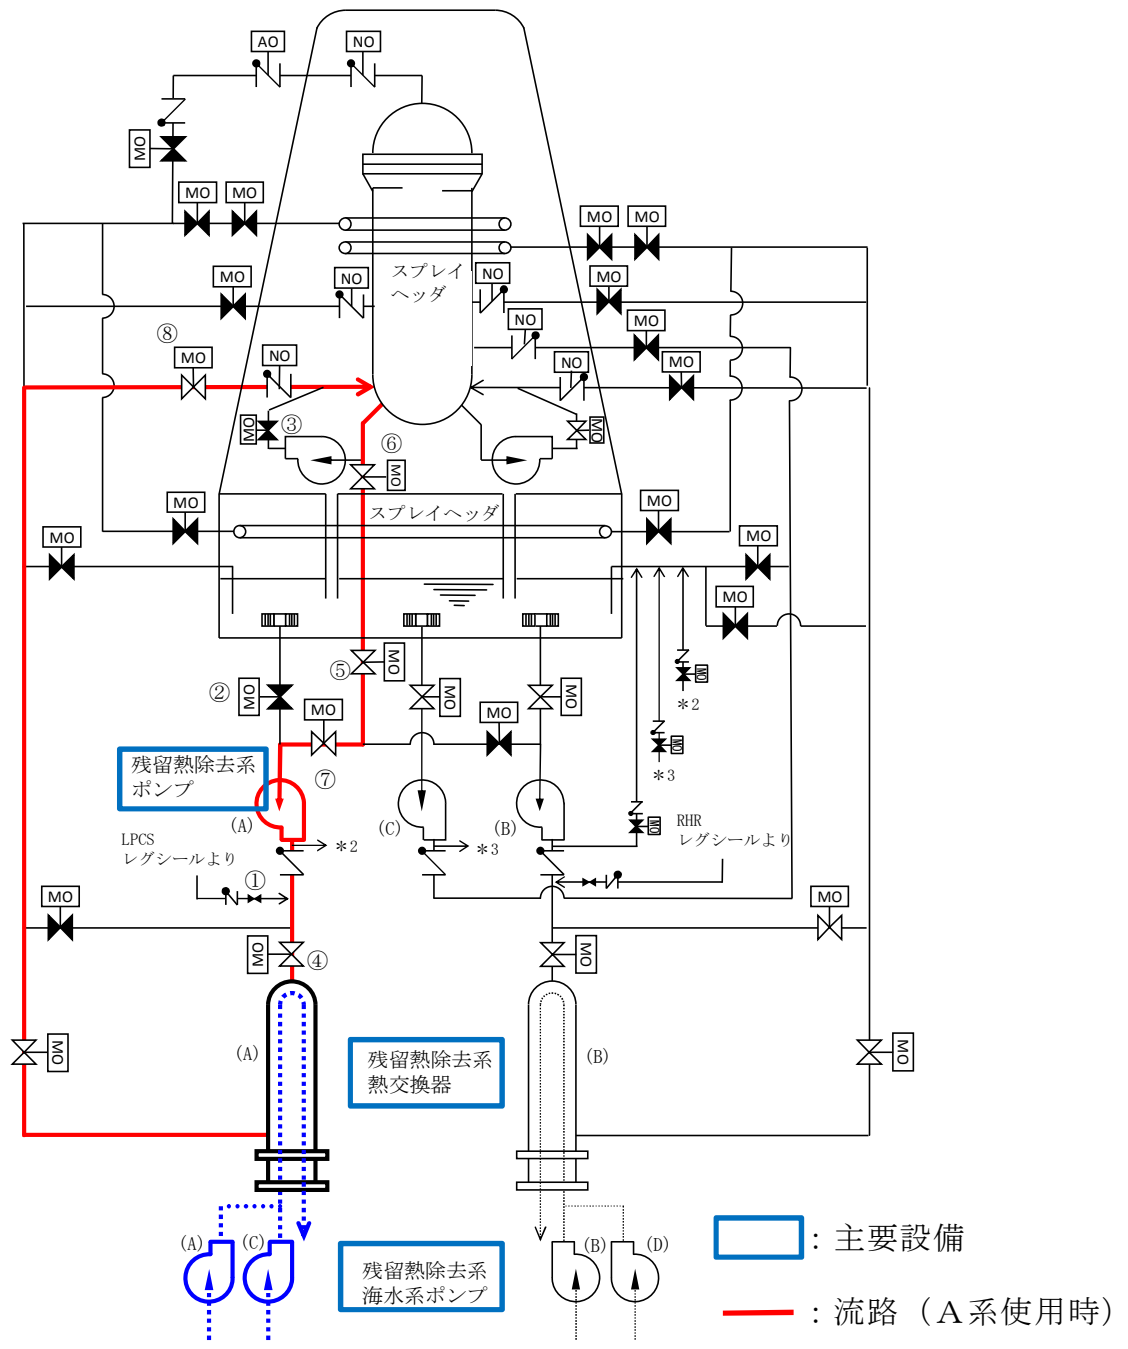 AO
NO
MO
MO
MO
MO
MO
スプレイ
ヘッダ
NO
MO
MO
NO
NO
MO
⑧
MO
NO
NO
MO
NO
MO
MO
③
⑥
MO
MO
MO
スプレイヘッダ
MO
MO
MO
MO
⑤
MO
②
MO
MO
MO
MO
MO
MO
*2
MO
*3
⑦
残留熱除去系
ポンプ
(A)
(C)
(B)
MO
RHR
レグシールより
LPCS
レグシールより
*2
*3
①
MO
MO
MO
④
MO
(A)
残留熱除去系
熱交換器
(B)
MO
MO
(A)
(C)
残留熱除去系
海水系ポンプ
(B)
(D)
:主要設備
:流路(A系使用時)